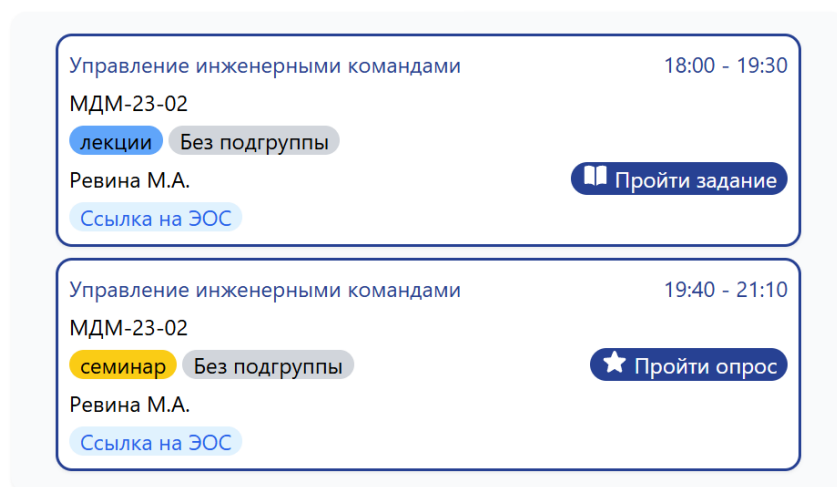 Управление инженерными командами 18:00 - 19:30
МДМ-23-02
лекции Без подгруппы
Ревина М.А. Пройти задание
Ссылка на ЭОС
Управление инженерными командами 19:40 - 21:10
МДМ-23-02
семинар Без подгруппы Пройти опрос
Ревина М.А.
Ссылка на ЭОС